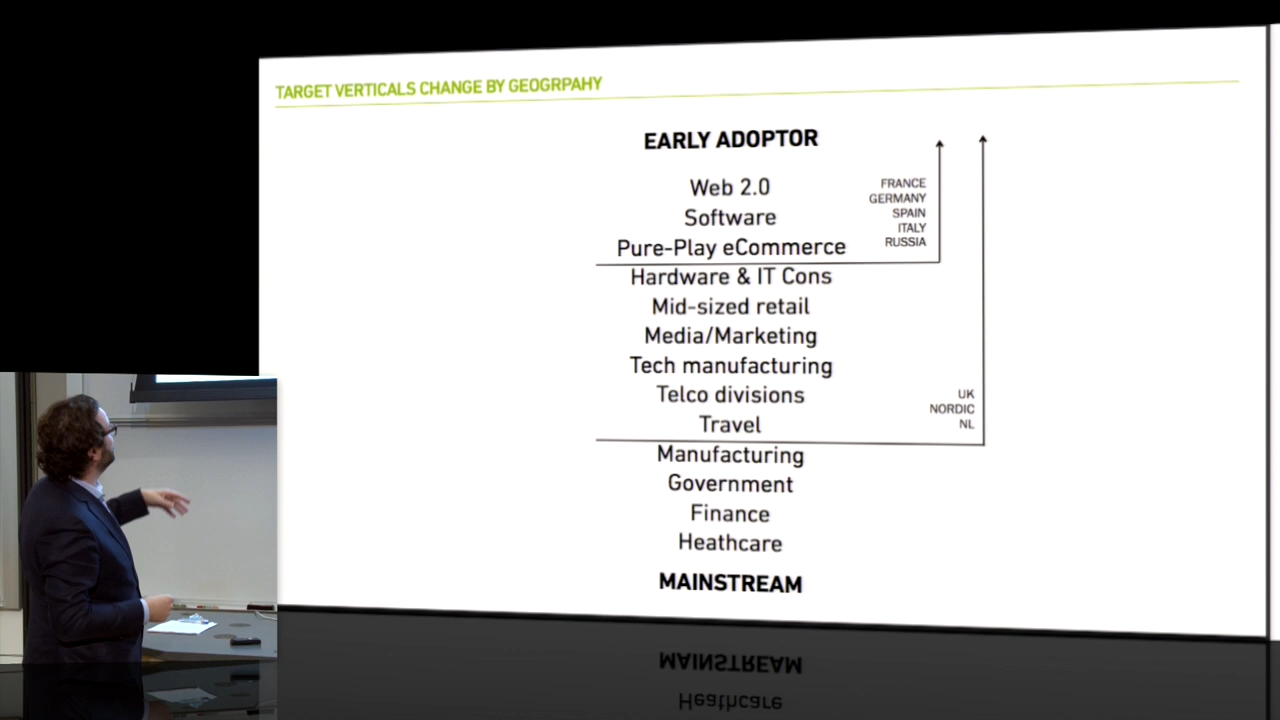 TARGET VERTICALS CHANGE BY GEOGRPAHY
EARLY ADOPTOR
Web 2.0
Software
Pure-Play eCommerce
Hardware & IT Cons
Mid-sized retail
Media/Marketing
Tech manufacturing
Telco divisions
Travel
Manufacturing
Government
Finance
Heathcare
MAINSTREAM
FRANCE
GERMANY
SPAIN
ITALY
RUSSIA
UK
NORDIC
NL